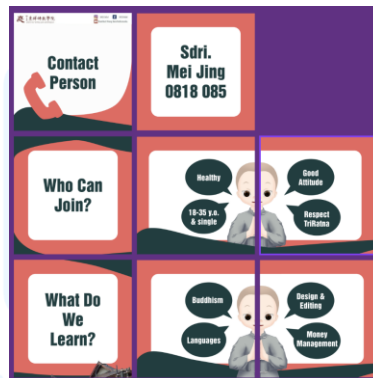 Contact
Person
Sdri.
Mei Jing
0818 085
Who Can
Join?
Healthy
18-35 y.o.
& single
Good
Attitude
Respect
TriRatna
What Do
We
Learn?
Buddhism
Languages
Design &
Editing
Money
Management